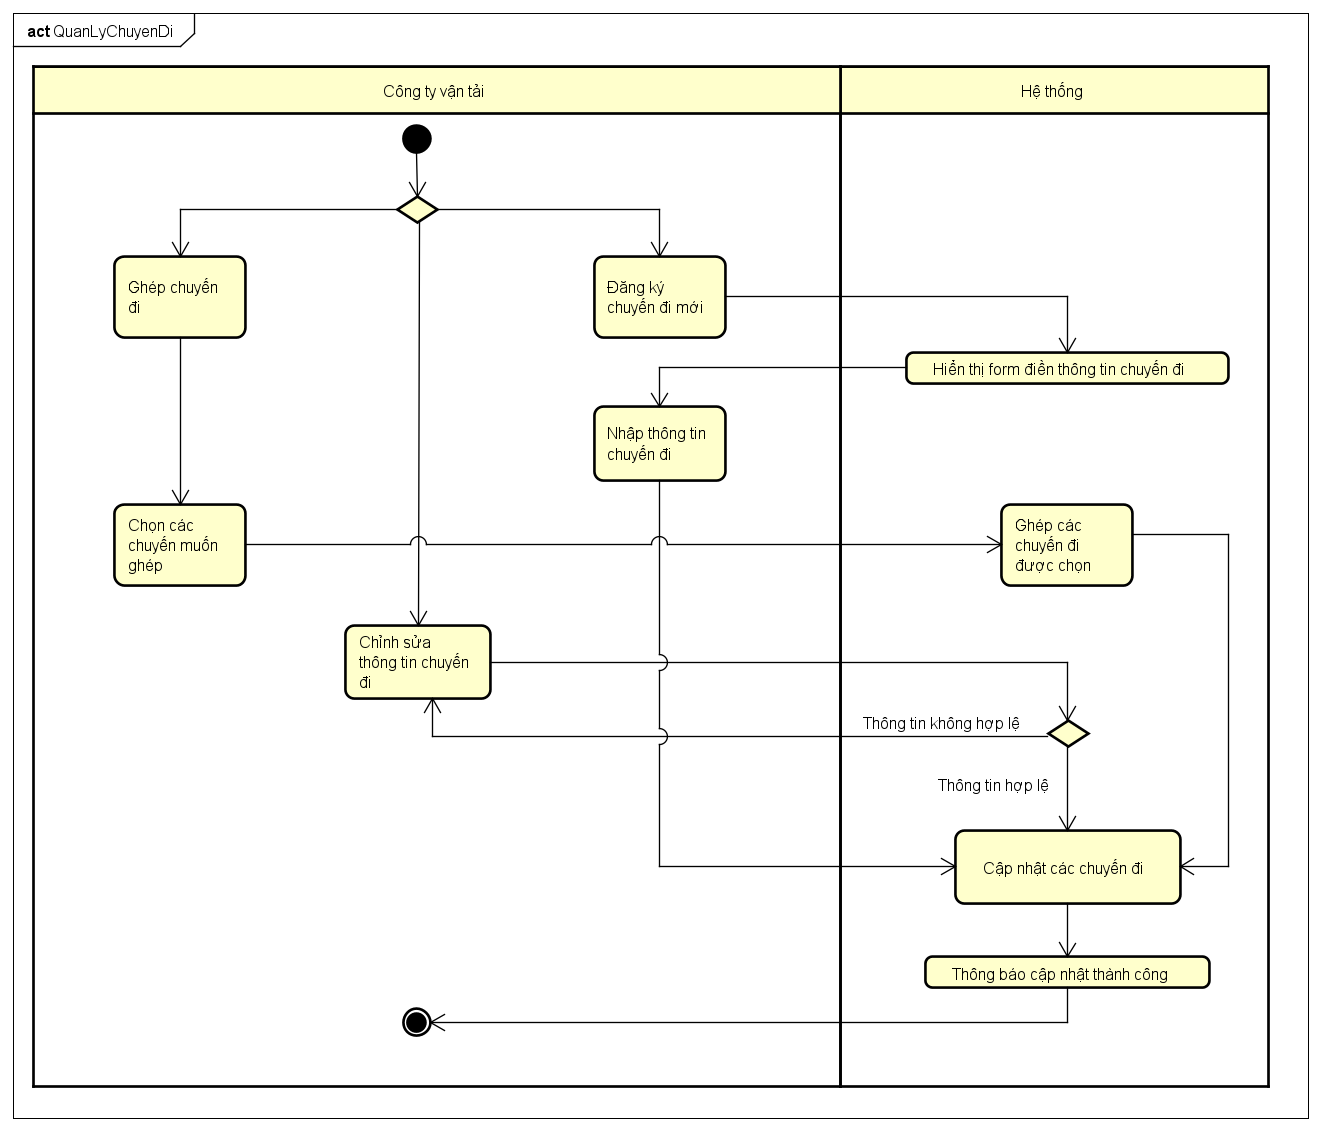 act QuanLyChuyenDi
Công ty vận tải
Hệ thống
Ghép chuyến
đi
Đăng ký
chuyến đi mới
Hiển thị form điền thông tin chuyến đi
Nhập thông tin
chuyến đi
Chọn các
chuyến muốn
ghép
Ghép các
chuyến đi
được chọn
Chỉnh sửa
thông tin chuyến
đi
Thông tin không hợp lệ
Thông tin hợp lệ
Cập nhật các chuyến đi
Thông báo cập nhật thành công